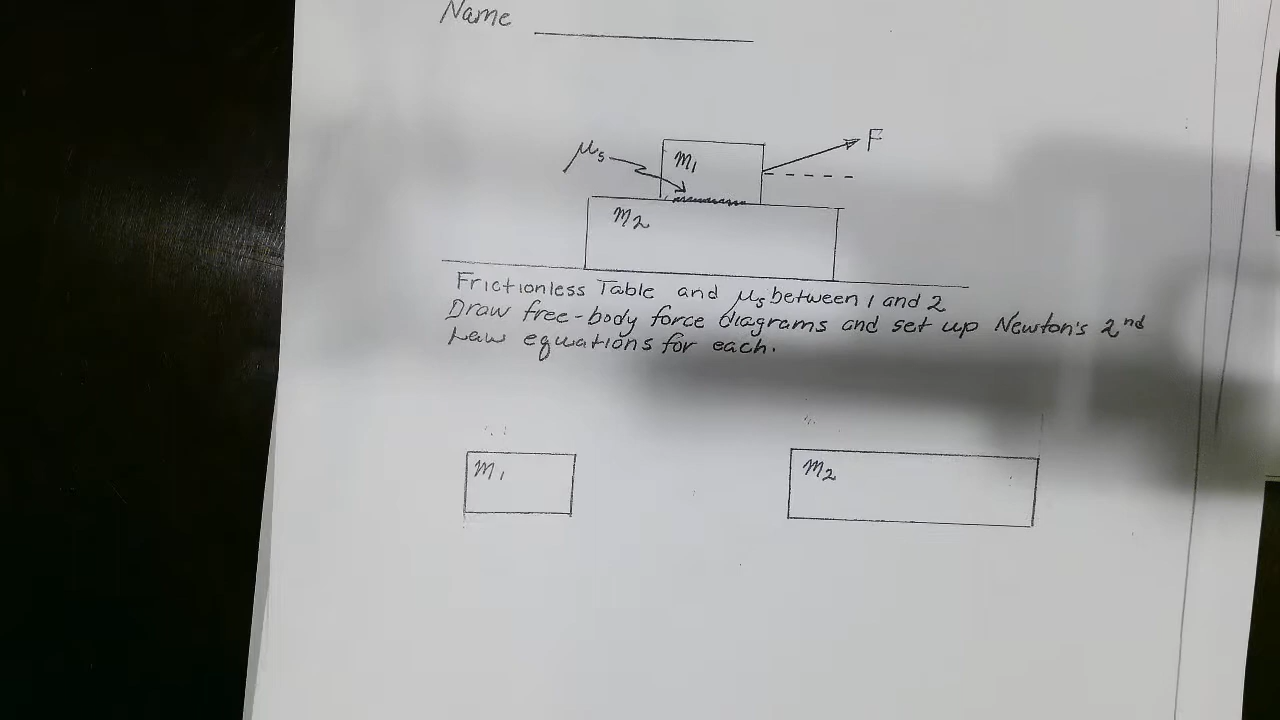 Name
F
μs
m1
m2
Frictionless Table and μs between 1 and 2
Draw free-body force diagrams and set up Newton's 2nd
Law equations for each.
m1
m2